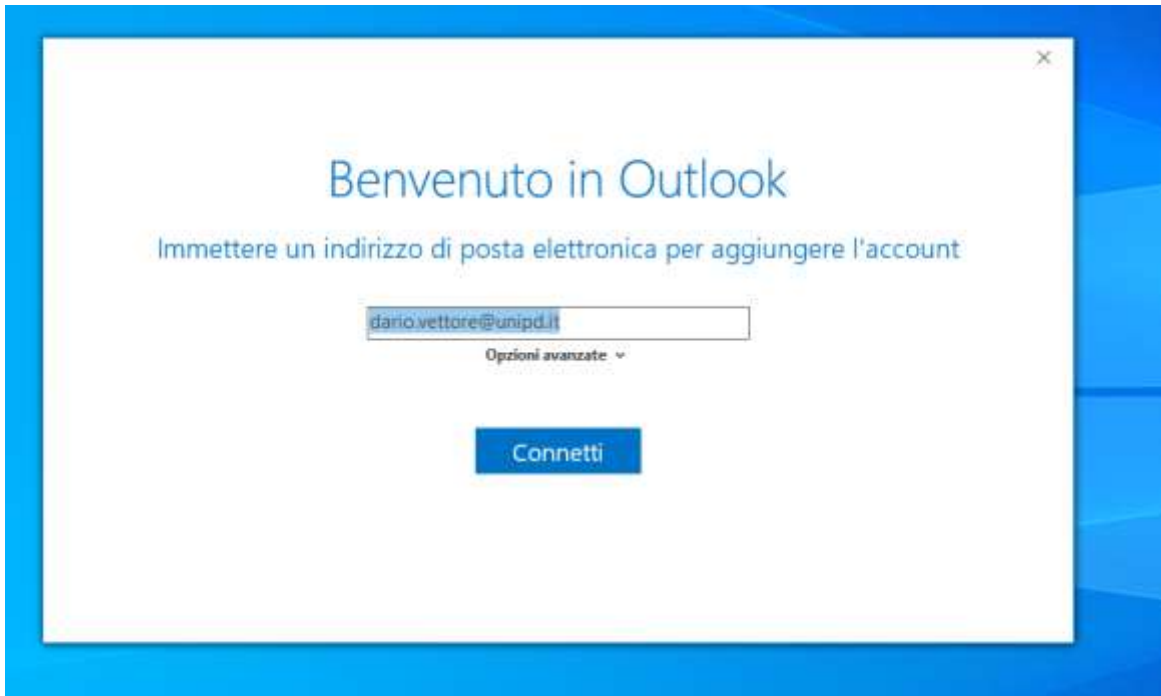 Benvenuto in Outlook
Immettere un indirizzo di posta elettronica per aggiungere l'account
dario.vettore@unipd.it
Opzioni avanzate
Connetti